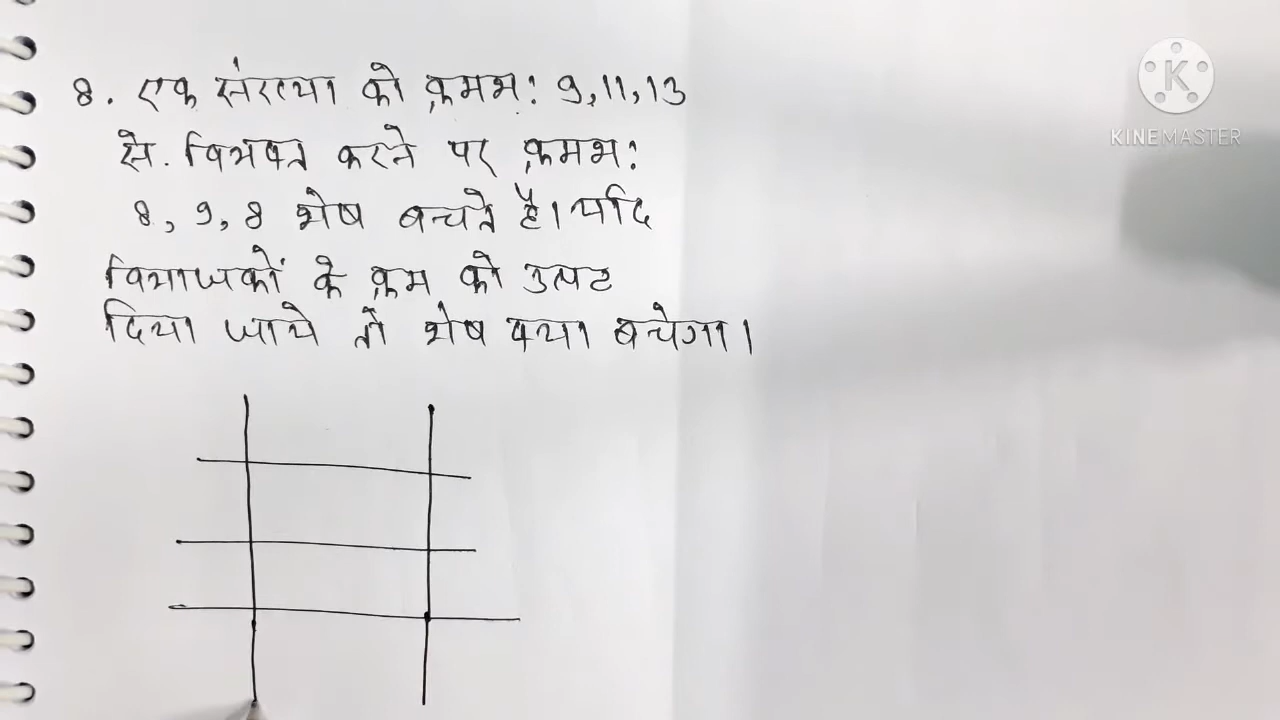 8. एक संख्या को क्रमशः 9,11,13
से. विभक्त करने पर क्रमशः
8, 9, 8 शेष बचते है। यदि
विभाजकों के क्रम को उलट
दिया जाये तो शेष क्या बचेगा।
K
KINEMASTER